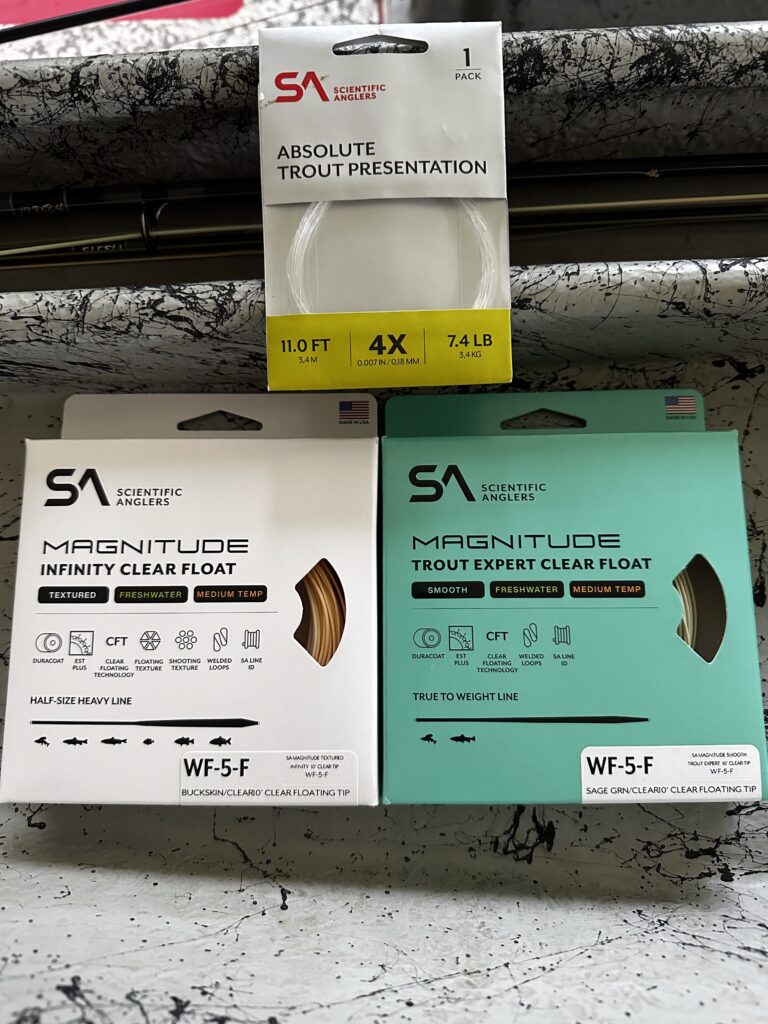 SA SCIENTIFIC
ANGLERS
1
PACK
ABSOLUTE
TROUT PRESENTATION
11.0 FT
3,4 M
4X
0.007 IN / 0,18 MM
7.4 LB
3,4 KG
MADE IN USA
SA SCIENTIFIC
ANGLERS
MAGNITUDE
INFINITY CLEAR FLOAT
TEXTURED FRESHWATER MEDIUM TEMP
DURACOAT
EST
PLUS
CFT
CLEAR
FLOATING
TECHNOLOGY
FLOATING
TEXTURE
SHOOTING
TEXTURE
WELDED
LOOPS
SA LINE
ID
HALF-SIZE HEAVY LINE
WF-5-F
SA MAGNITUDE TEXTURED
INFINITY 10' CLEAR TIP
WF-5-F
BUCKSKIN/CLEAR10' CLEAR FLOATING TIP
MADE IN USA
SA SCIENTIFIC
ANGLERS
MAGNITUDE
TROUT EXPERT CLEAR FLOAT
SMOOTH FRESHWATER MEDIUM TEMP
DURACOAT
EST
PLUS
CFT
CLEAR
FLOATING
TECHNOLOGY
WELDED
LOOPS
SA LINE
ID
TRUE TO WEIGHT LINE
WF-5-F
SA MAGNITUDE SMOOTH
TROUT EXPERT 10' CLEAR TIP
WF-5-F
SAGE GRN/CLEAR10' CLEAR FLOATING TIP